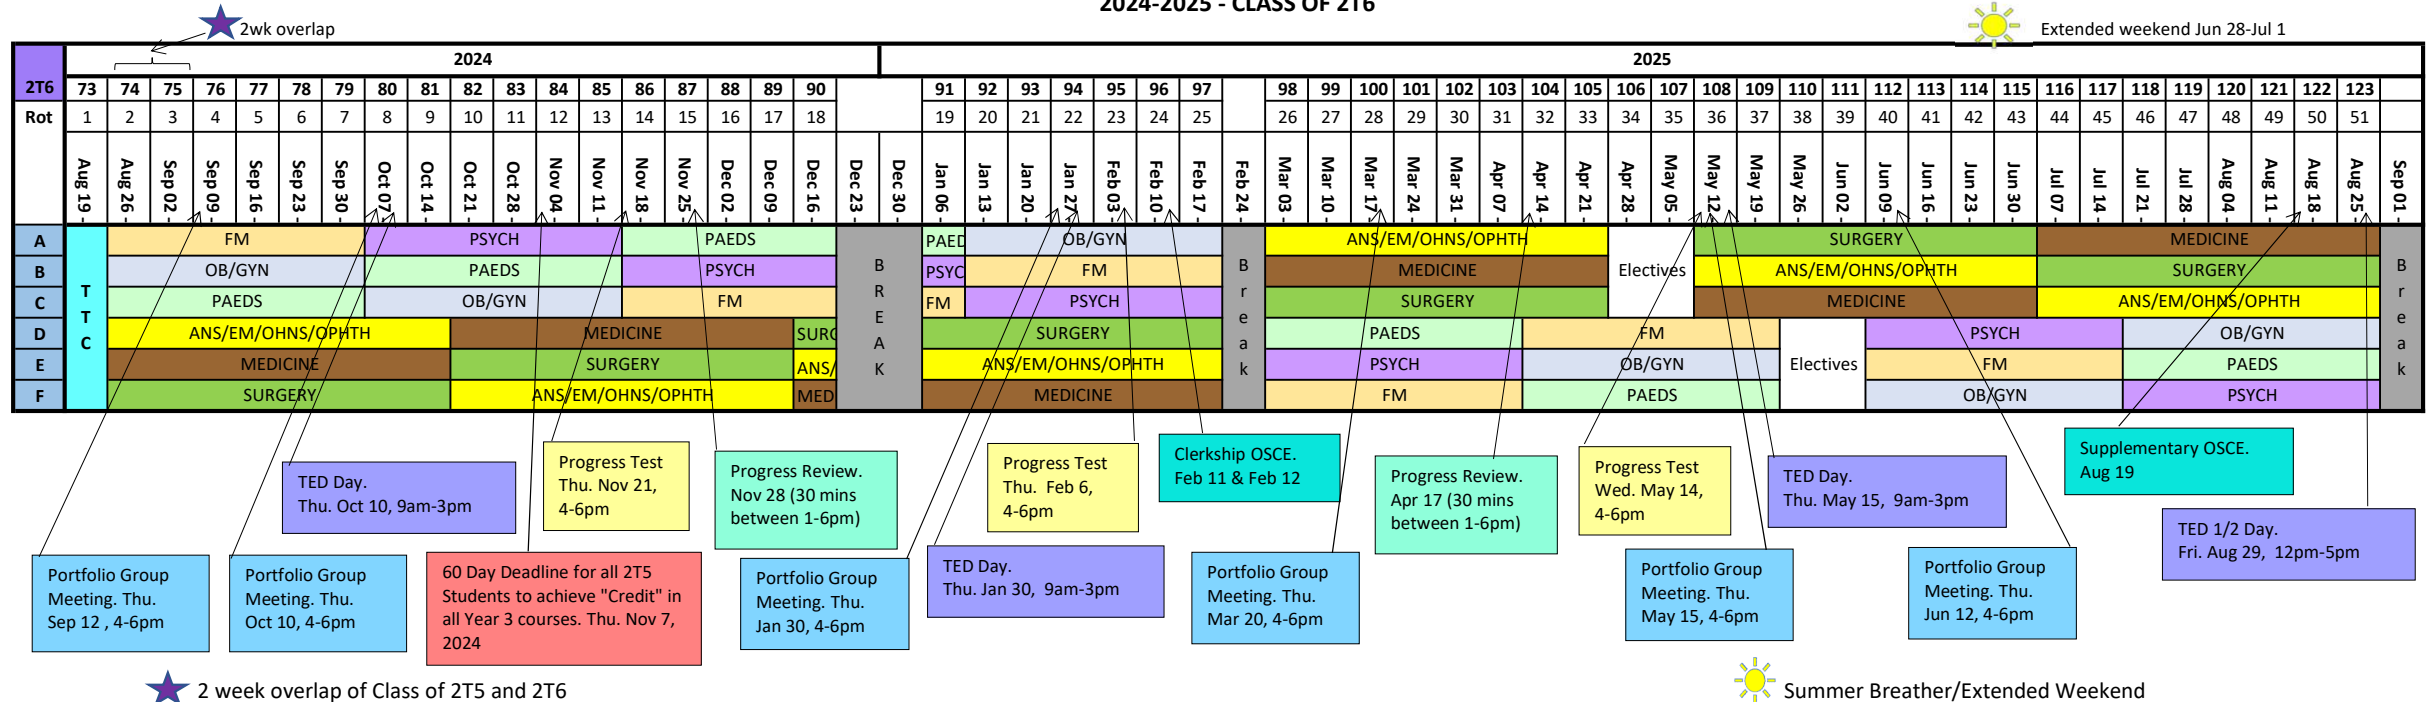 2024-2025 - CLASS OF 2T6
2wk overlap
Extended weekend Jun 28-Jul 1
2T6 2024 2025
73 74 75 76 77 78 79 80 81 82 83 84 85 86 87 88 89 90 91 92 93 94 95 96 97 98 99 100 101 102 103 104 105 106 107 108 109 110 111 112 113 114 115 116 117 118 119 120 121 122 123
Rot 1 2 3 4 5 6 7 8 9 10 11 12 13 14 15 16 17 18 19 20 21 22 23 24 25 26 27 28 29 30 31 32 33 34 35 36 37 38 39 40 41 42 43 44 45 46 47 48 49 50 51
Aug 19 - Aug 26 - Sep 02 - Sep 09 - Sep 16 - Sep 23 - Sep 30 - Oct 07 - Oct 14 - Oct 21 - Oct 28 - Nov 04 - Nov 11 - Nov 18 - Nov 25 - Dec 02 - Dec 09 - Dec 16 - Dec 23 - Dec 30 - Jan 06 - Jan 13 - Jan 20 - Jan 27 - Feb 03 - Feb 10 - Feb 17 - Feb 24 - Mar 03 - Mar 10 - Mar 17 - Mar 24 - Mar 31 - Apr 07 - Apr 14 - Apr 21 - Apr 28 - May 05 - May 12 - May 19 - May 26 - Jun 02 - Jun 09 - Jun 16 - Jun 23 - Jun 30 - Jul 07 - Jul 14 - Jul 21 - Jul 28 - Aug 04 - Aug 11 - Aug 18 - Aug 25 - Sep 01 -
A FM PSYCH PAEDS PAED OB/GYN ANS/EM/OHNS/OPHTH SURGERY MEDICINE
B OB/GYN PAEDS PSYCH PSYC FM MEDICINE Electives ANS/EM/OHNS/OPHTH SURGERY
C PAEDS OB/GYN FM FM PSYCH SURGERY MEDICINE ANS/EM/OHNS/OPHTH
D ANS/EM/OHNS/OPHTH MEDICINE SURG SURGERY PAEDS FM PSYCH OB/GYN
E MEDICINE SURGERY ANS/ ANS/EM/OHNS/OPHTH PSYCH OB/GYN Electives FM PAEDS
F SURGERY ANS/EM/OHNS/OPHTH MED MEDICINE FM PAEDS OB/GYN PSYCH
TTC
BREAK
Break
Break
Portfolio Group
Meeting. Thu.
Sep 12 , 4-6pm
Portfolio Group
Meeting. Thu.
Oct 10, 4-6pm
TED Day.
Thu. Oct 10, 9am-3pm
60 Day Deadline for all 2T5
Students to achieve "Credit" in
all Year 3 courses. Thu. Nov 7,
2024
Progress Test
Thu. Nov 21,
4-6pm
Progress Review.
Nov 28 (30 mins
between 1-6pm)
Portfolio Group
Meeting. Thu.
Jan 30, 4-6pm
TED Day.
Thu. Jan 30, 9am-3pm
Progress Test
Thu. Feb 6,
4-6pm
Clerkship OSCE.
Feb 11 & Feb 12
Portfolio Group
Meeting. Thu.
Mar 20, 4-6pm
Progress Review.
Apr 17 (30 mins
between 1-6pm)
Progress Test
Wed. May 14,
4-6pm
Portfolio Group
Meeting. Thu.
May 15, 4-6pm
TED Day.
Thu. May 15, 9am-3pm
Portfolio Group
Meeting. Thu.
Jun 12, 4-6pm
Supplementary OSCE.
Aug 19
TED 1/2 Day.
Fri. Aug 29, 12pm-5pm
2 week overlap of Class of 2T5 and 2T6
Summer Breather/Extended Weekend